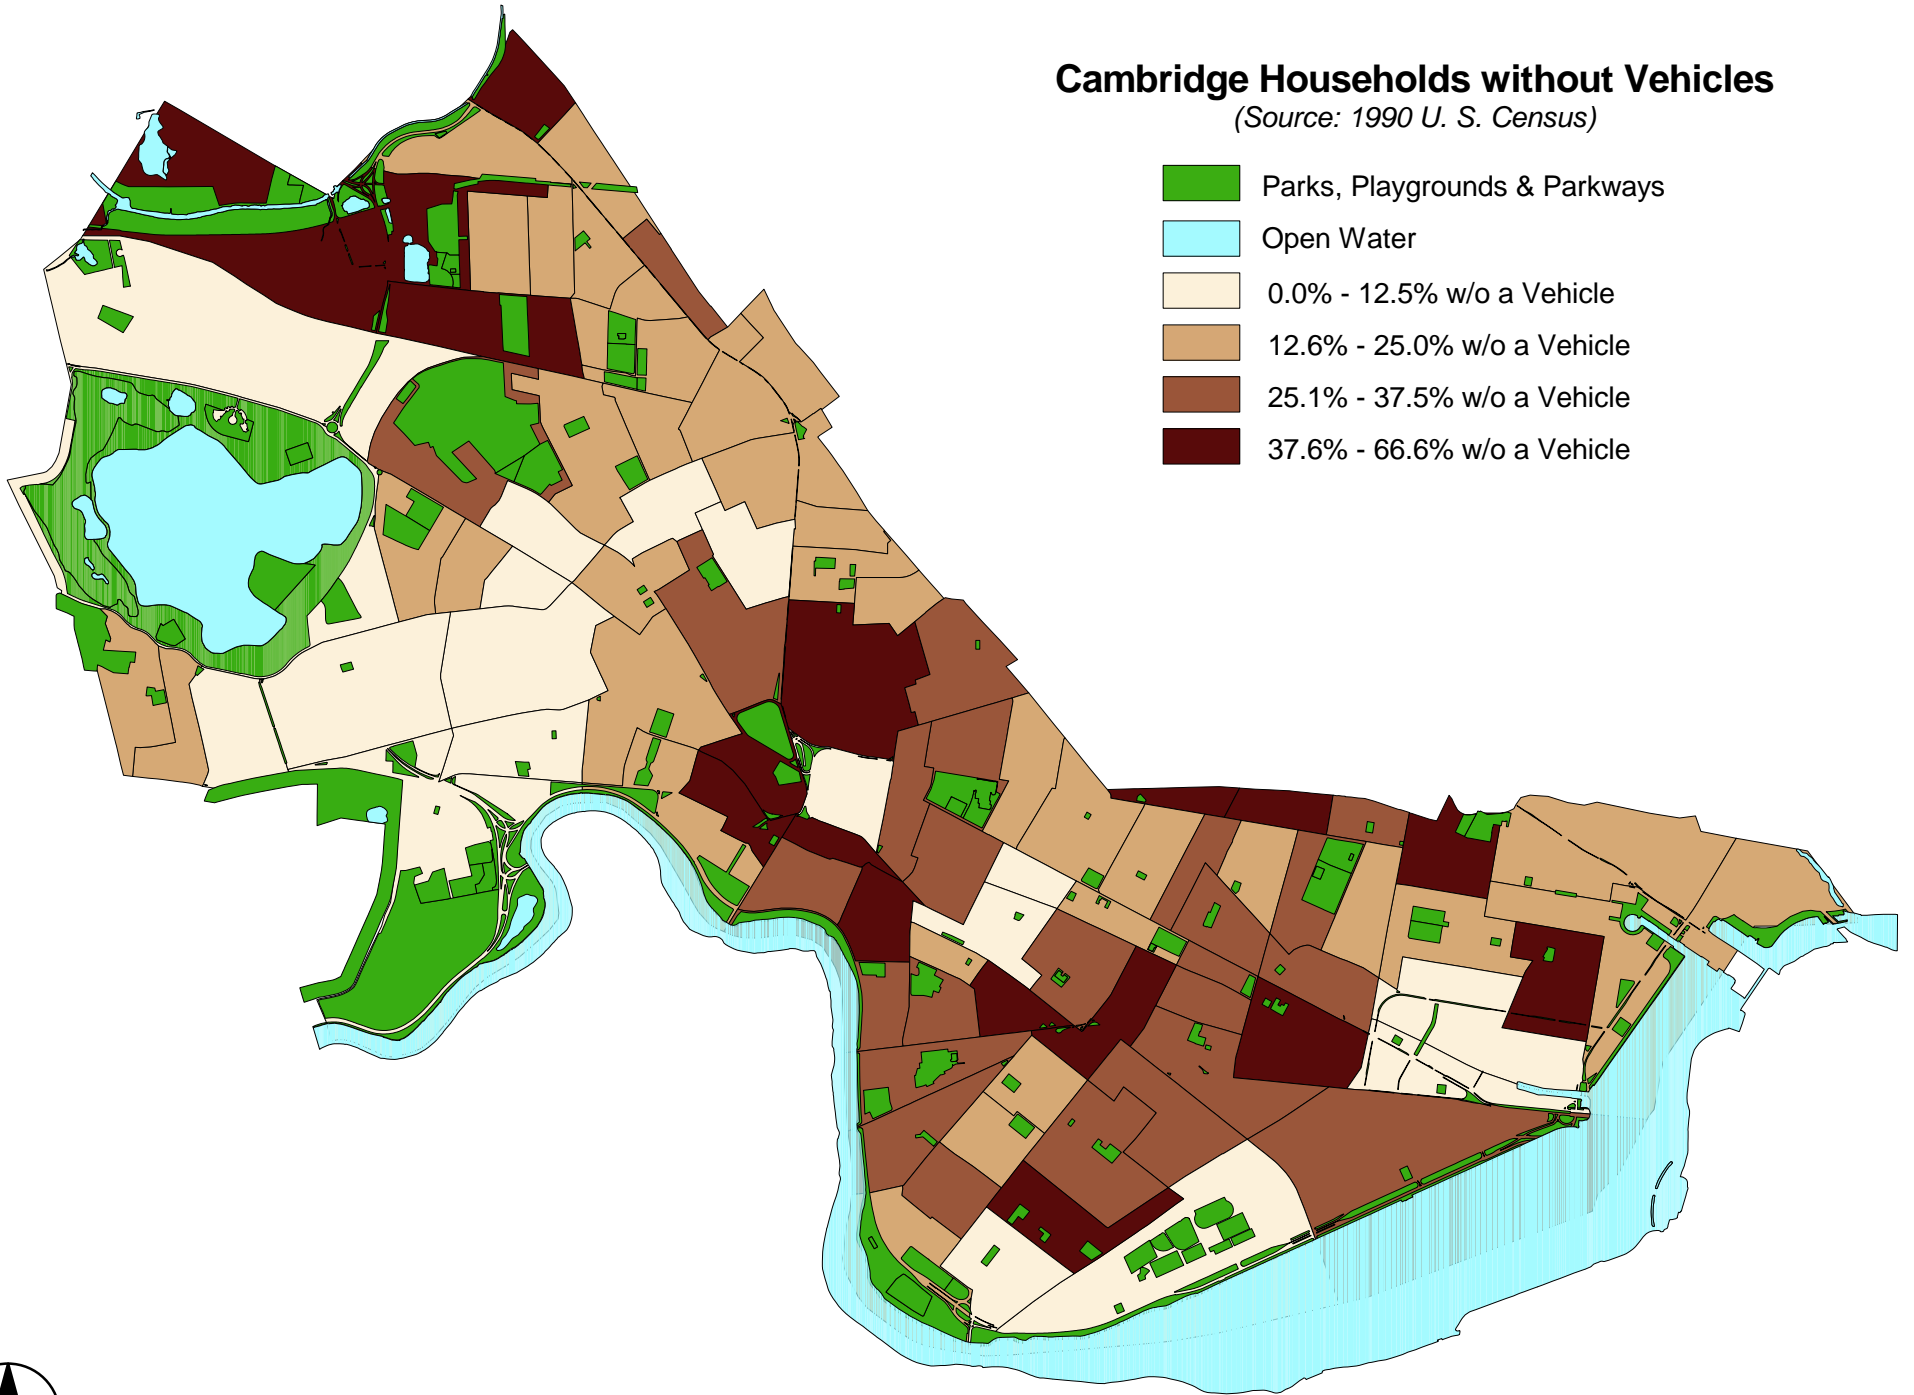 Cambridge Households without Vehicles
(Source: 1990 U. S. Census)
Parks, Playgrounds & Parkways
Open Water
0.0% - 12.5% w/o a Vehicle
12.6% - 25.0% w/o a Vehicle
25.1% - 37.5% w/o a Vehicle
37.6% - 66.6% w/o a Vehicle